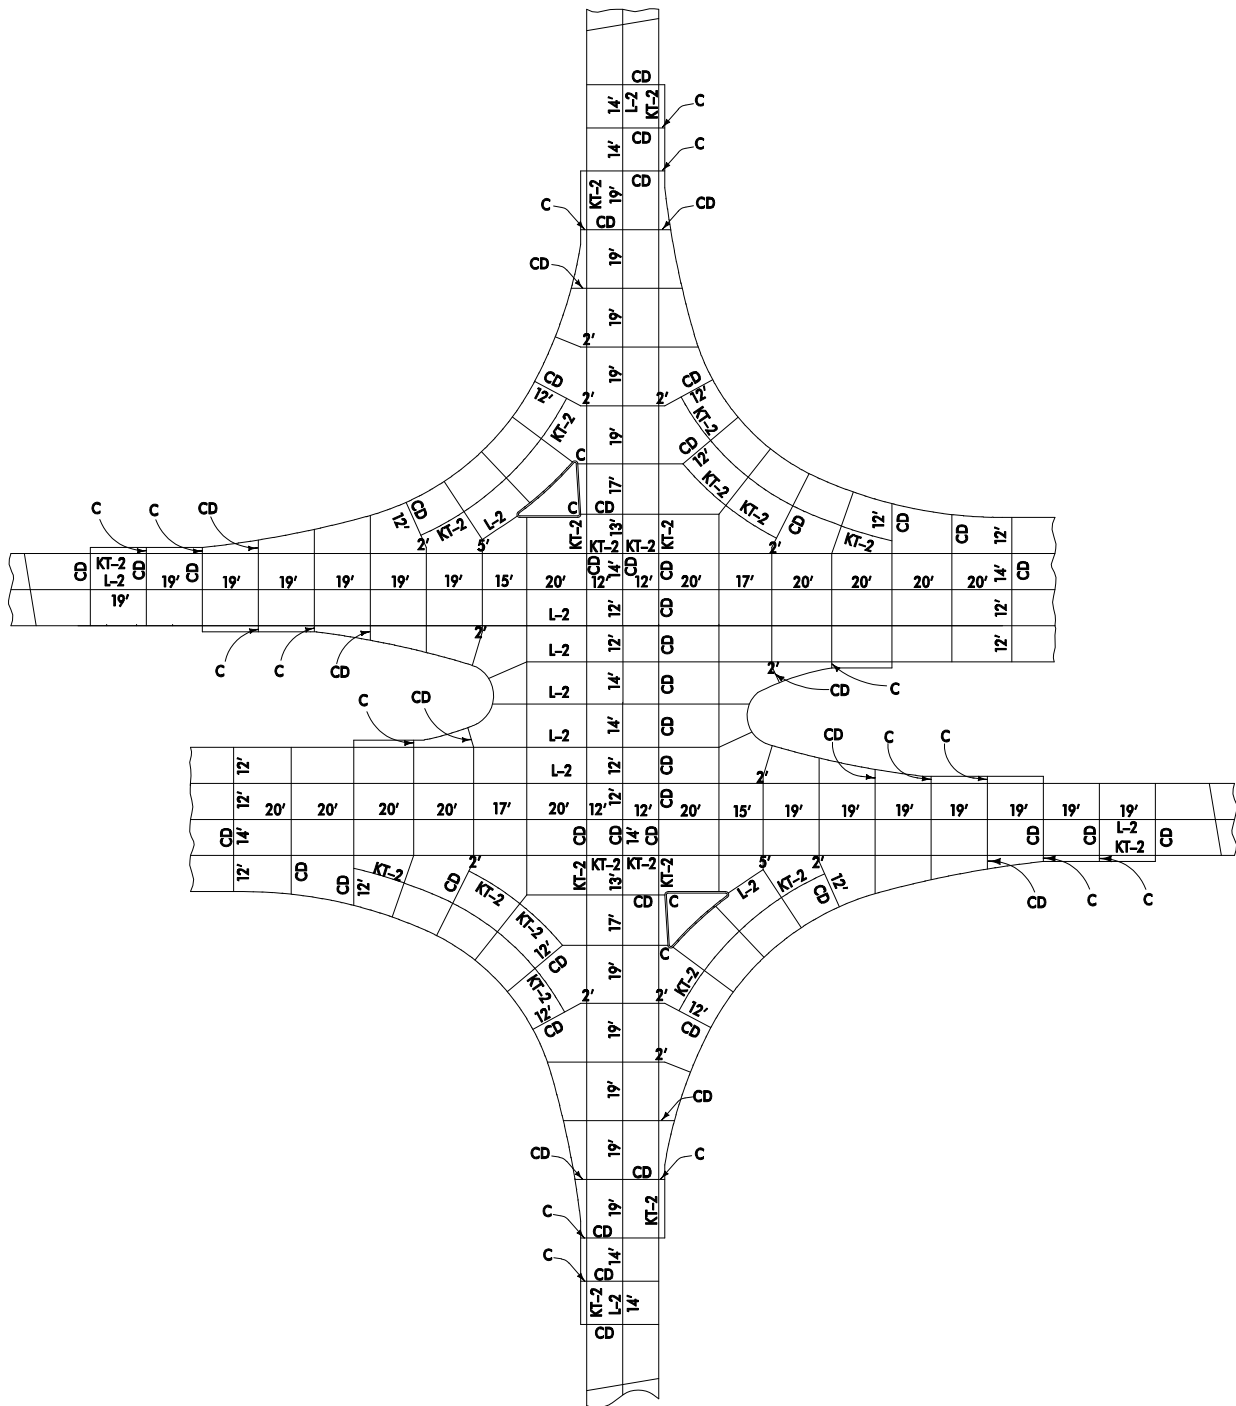 CD
14' L-2 KT-2 C
CD
14' C
CD
KT-2 19'
C CD CD
CD 19'
19'
2'
CD 19' CD
12' 2' 2' 12'
KT-2 19' KT-2
CD
C 12'
17' KT-2
C CD
C C CD 12' CD KT-2 L-2 KT-2 13' KT-2 KT-2 CD 12' CD CD 12'
2' 5' KT-2 KT-2 2' KT-2
CD KT-2 CD CD CD CD CD CD
L-2 19' 19' 19' 19' 19' 19' 15' 20' 12' 14' 12' 20' 17' 20' 20' 20' 20' 14'
19'
L-2 12' CD 12'
2'
L-2 12' CD 12'
C C CD 2'
L-2 14' CD CD C
C CD
L-2 14' CD
CD C C
12' L-2 12' CD
2'
12' 12' CD
20' 20' 20' 20' 17' 20' 12' 12' 20' 15' 19' 19' 19' 19' 19' 19' 19'
CD 14' CD CD 14' CD CD CD L-2 CD
KT-2
2' KT-2 KT-2 5' 2'
12' CD CD 12' KT-2 CD KT-2 KT-2 13' KT-2 L-2 KT-2 CD 12'
CD C CD C C
KT-2 17'
12'
CD C
KT-2 19' KT-2
12' 2' 2' 12'
CD 19' CD
2'
19'
CD
19'
CD CD C
19' KT-2
C CD
C 14'
CD
KT-2 L-2 14'
CD